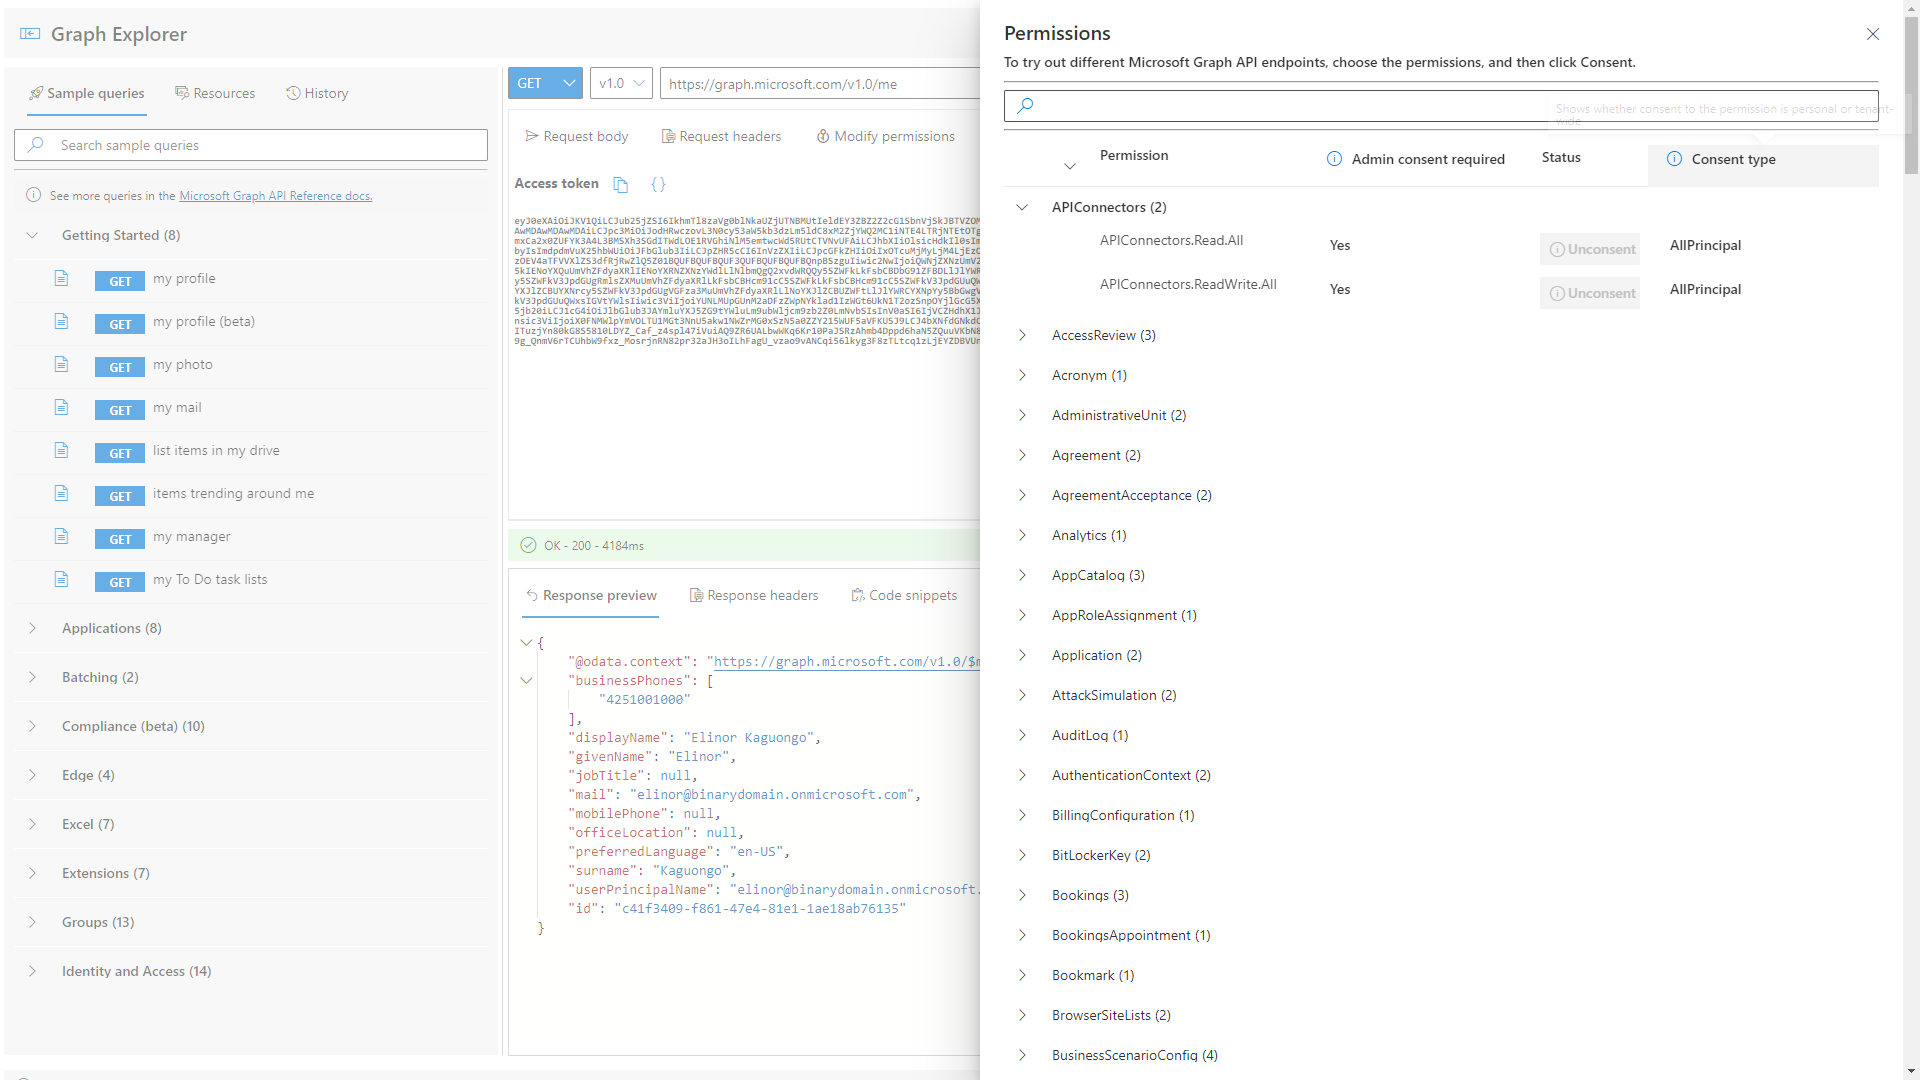 Graph Explorer
Sample queries
Resources
History
Search sample queries
See more queries in the Microsoft Graph API Reference docs.
Getting Started (8)
GET my profile
GET my profile (beta)
GET my photo
GET my mail
GET list items in my drive
GET items trending around me
GET my manager
GET my To Do task lists
Applications (8)
Batching (2)
Compliance (beta) (10)
Edge (4)
Excel (7)
Extensions (7)
Groups (13)
Identity and Access (14)
GET v1.0 https://graph.microsoft.com/v1.0/me
Request body
Request headers
Modify permissions
Access token
OK - 200 - 4184ms
Response preview
Response headers
Code snippets
{
"@odata.context": "https://graph.microsoft.com/v1.0/$
"businessPhones": [
"4251001000"
],
"displayName": "Elinor Kaguongo",
"givenName": "Elinor",
"jobTitle": null,
"mail": "elinor@binarydomain.onmicrosoft.com",
"mobilePhone": null,
"officeLocation": null,
"preferredLanguage": "en-US",
"surname": "Kaguongo",
"userPrincipalName": "elinor@binarydomain.onmicrosoft.
"id": "c41f3409-f861-47e4-81e1-1ae18ab76135"
}
Permissions
To try out different Microsoft Graph API endpoints, choose the permissions, and then click Consent.
Shows whether consent to the permission is personal or tenant-
wide
Permission Admin consent required Status Consent type
APIConnectors (2)
APIConnectors.Read.All Yes Unconsent AllPrincipal
APIConnectors.ReadWrite.All Yes Unconsent AllPrincipal
AccessReview (3)
Acronym (1)
AdministrativeUnit (2)
Agreement (2)
AgreementAcceptance (2)
Analytics (1)
AppCatalog (3)
AppRoleAssignment (1)
Application (2)
AttackSimulation (2)
AuditLog (1)
AuthenticationContext (2)
BillingConfiguration (1)
BitLockerKey (2)
Bookings (3)
BookingsAppointment (1)
Bookmark (1)
BrowserSiteLists (2)
BusinessScenarioConfig (4)